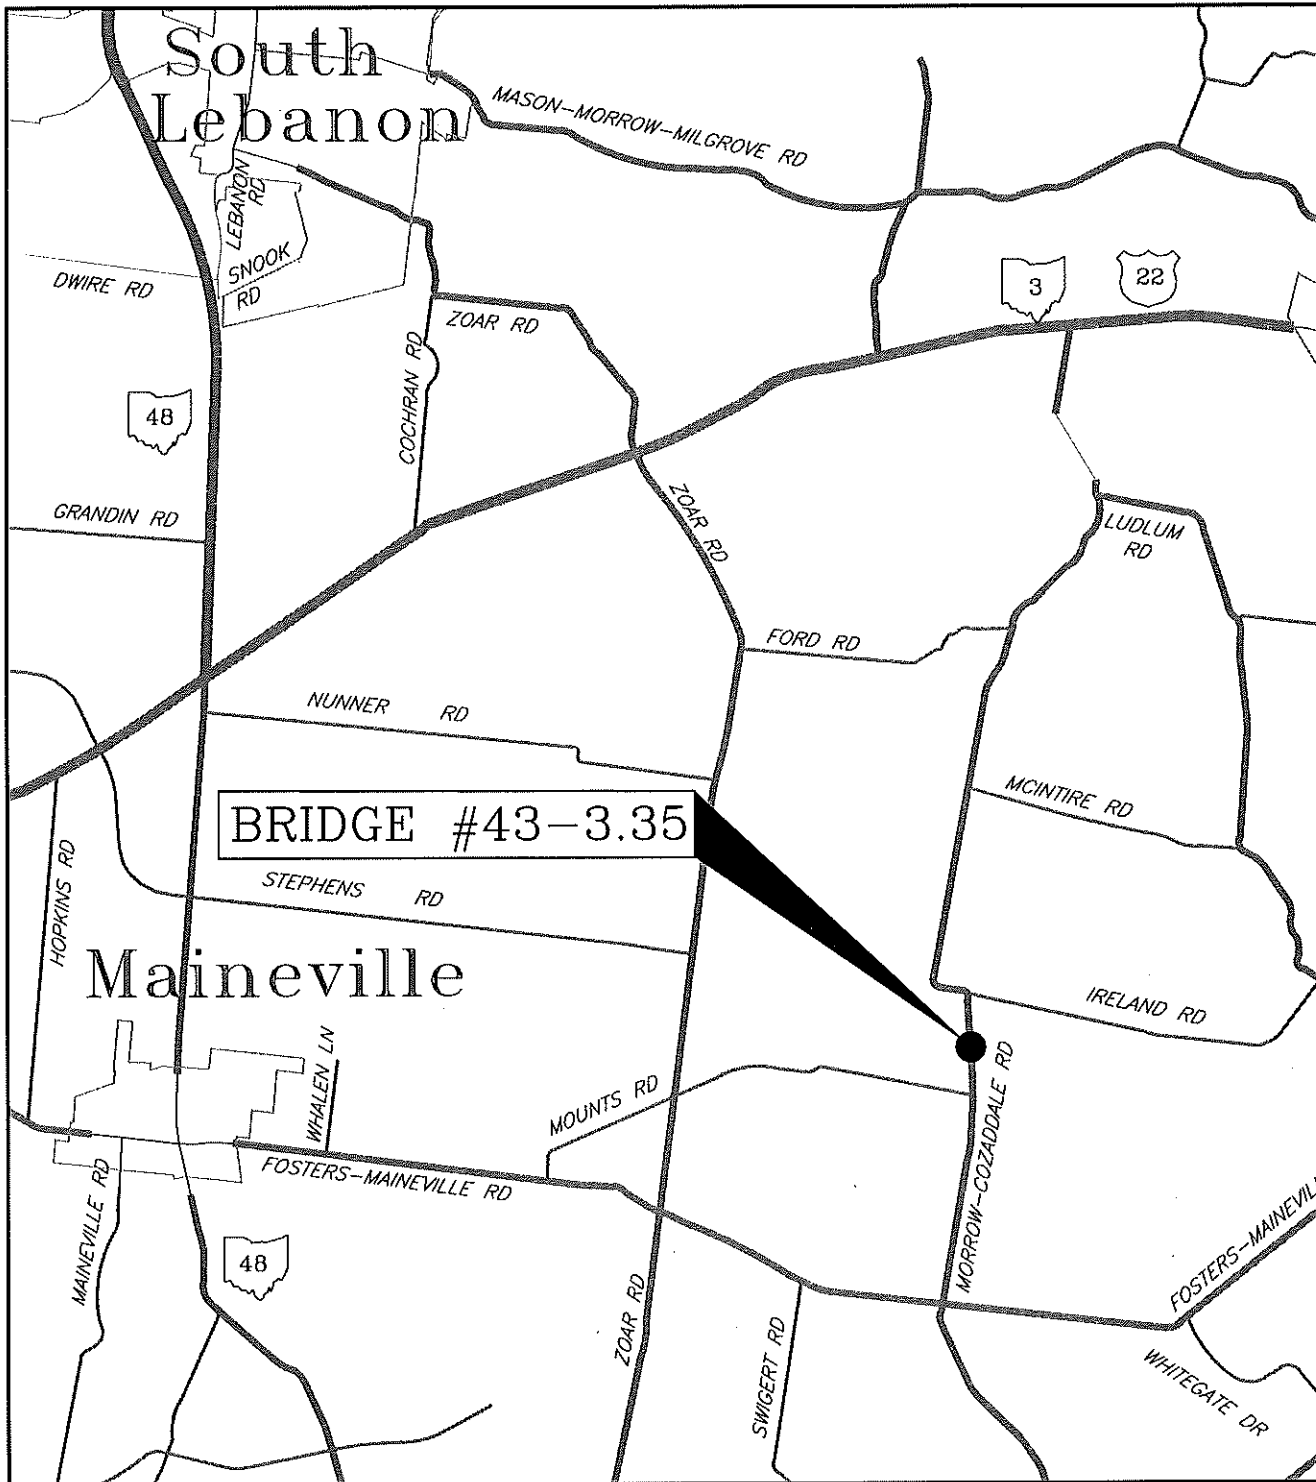 South
Lebanon
MASON-MORROW-MILGROVE RD
LEBANON
RD
SNOOK
RD
DWIRE RD
3
22
ZOAR RD
COCHRAN RD
48
GRANDIN RD
ZOAR RD
LUDLUM
RD
FORD RD
NUNNER RD
MCINTIRE RD
BRIDGE #43-3.35
HOPKINS RD
STEPHENS RD
Maineville
IRELAND RD
WHALEN LN
MOUNTS RD
MORROW-COZADDALE RD
FOSTERS-MAINEVILLE RD
MAINEVILLE RD
48
ZOAR RD
SWIGERT RD
FOSTERS-MAINEVIL
WHITEGATE DR